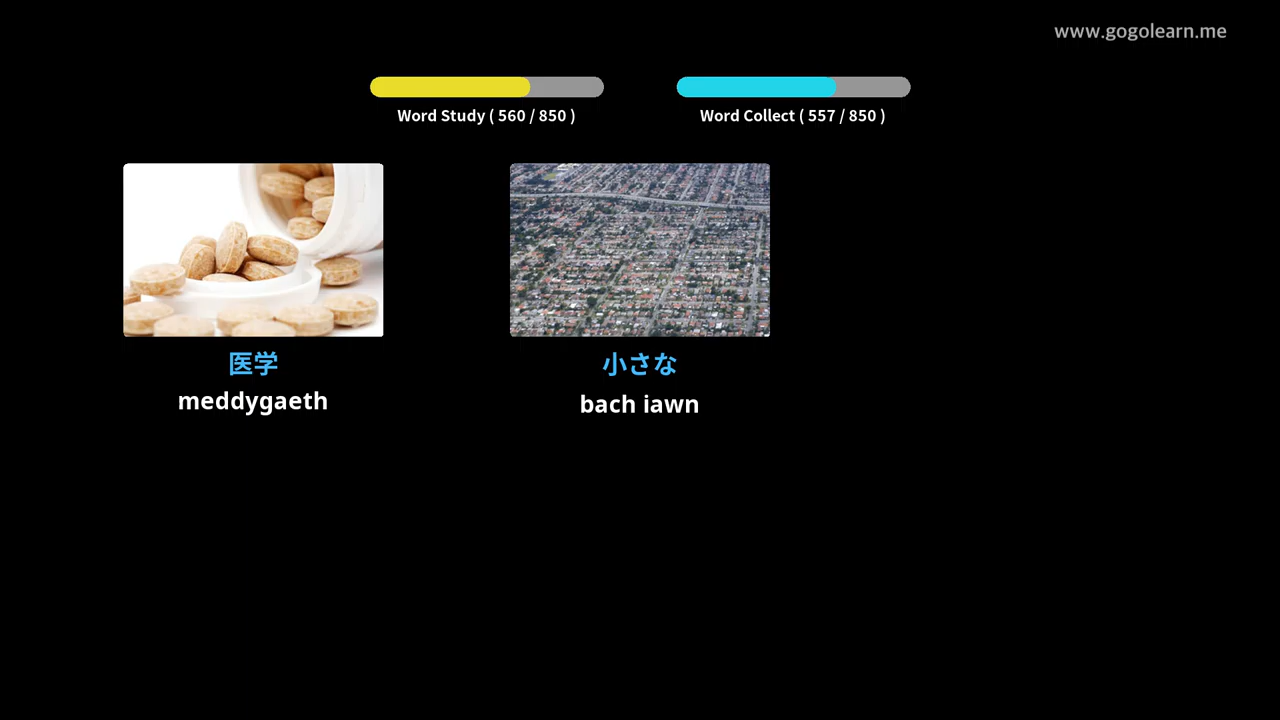 www.gogolearn.me
Word Study ( 560 / 850 )
Word Collect ( 557 / 850 )
医学
meddygaeth
小さな
bach iawn